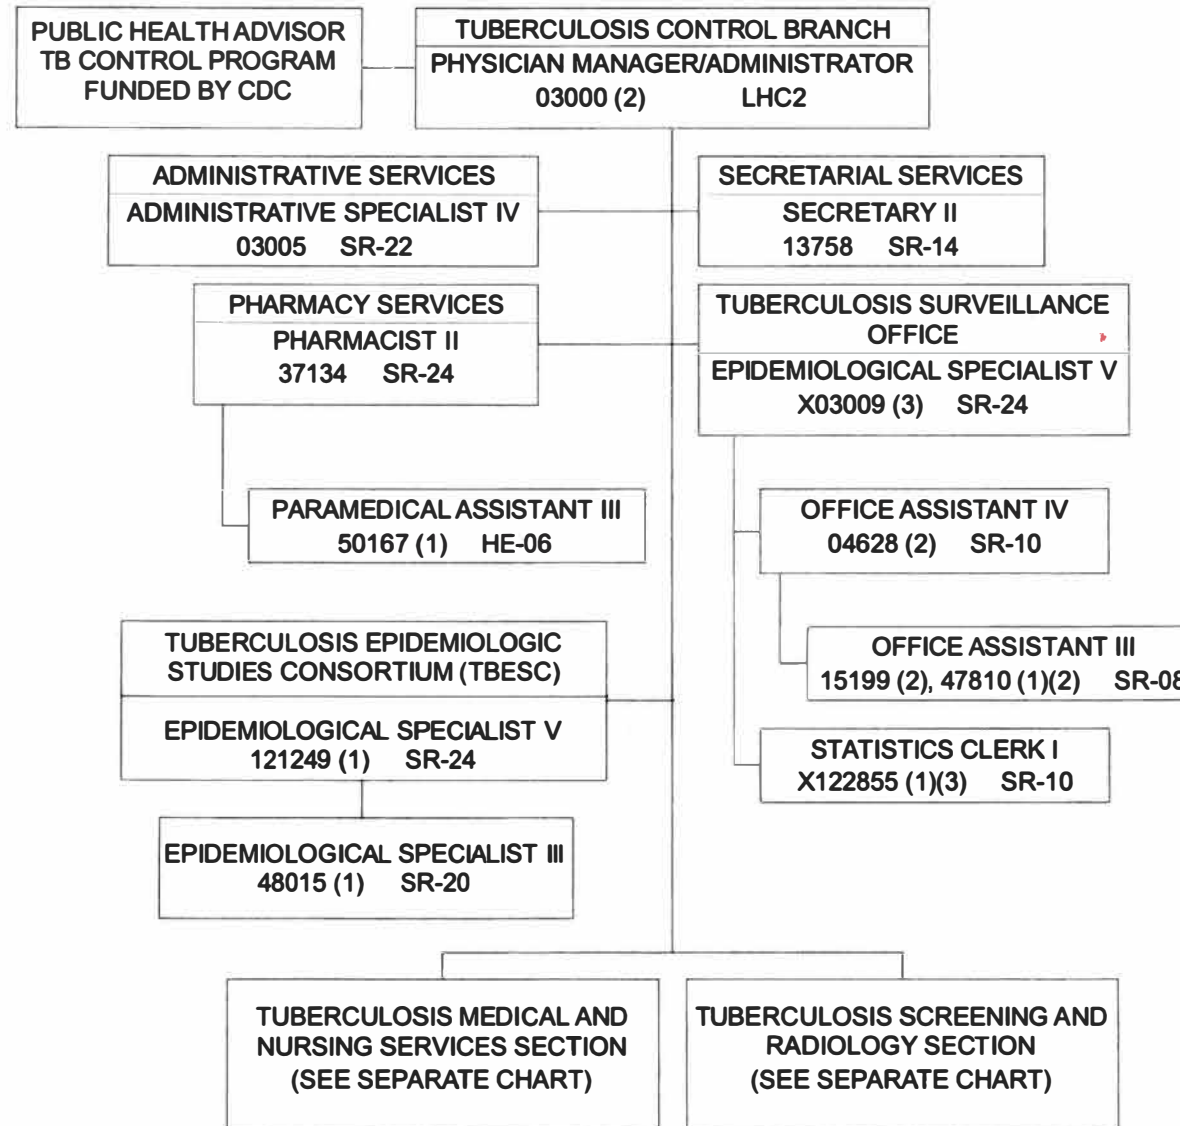 PUBLIC HEALTH ADVISOR
TB CONTROL PROGRAM
FUNDED BY CDC
TUBERCULOSIS CONTROL BRANCH
PHYSICIAN MANAGER/ADMINISTRATOR
03000 (2) LHC2
ADMINISTRATIVE SERVICES
ADMINISTRATIVE SPECIALIST IV
03005 SR-22
SECRETARIAL SERVICES
SECRETARY II
13758 SR-14
PHARMACY SERVICES
PHARMACIST II
37134 SR-24
TUBERCULOSIS SURVEILLANCE
OFFICE
EPIDEMIOLOGICAL SPECIALIST V
X03009 (3) SR-24
PARAMEDICAL ASSISTANT III
50167 (1) HE-06
OFFICE ASSISTANT IV
04628 (2) SR-10
OFFICE ASSISTANT III
15199 (2), 47810 (1)(2) SR-08
STATISTICS CLERK I
X122855 (1)(3) SR-10
TUBERCULOSIS EPIDEMIOLOGIC
STUDIES CONSORTIUM (TBESC)
EPIDEMIOLOGICAL SPECIALIST V
121249 (1) SR-24
EPIDEMIOLOGICAL SPECIALIST III
48015 (1) SR-20
TUBERCULOSIS MEDICAL AND
NURSING SERVICES SECTION
(SEE SEPARATE CHART)
TUBERCULOSIS SCREENING AND
RADIOLOGY SECTION
(SEE SEPARATE CHART)